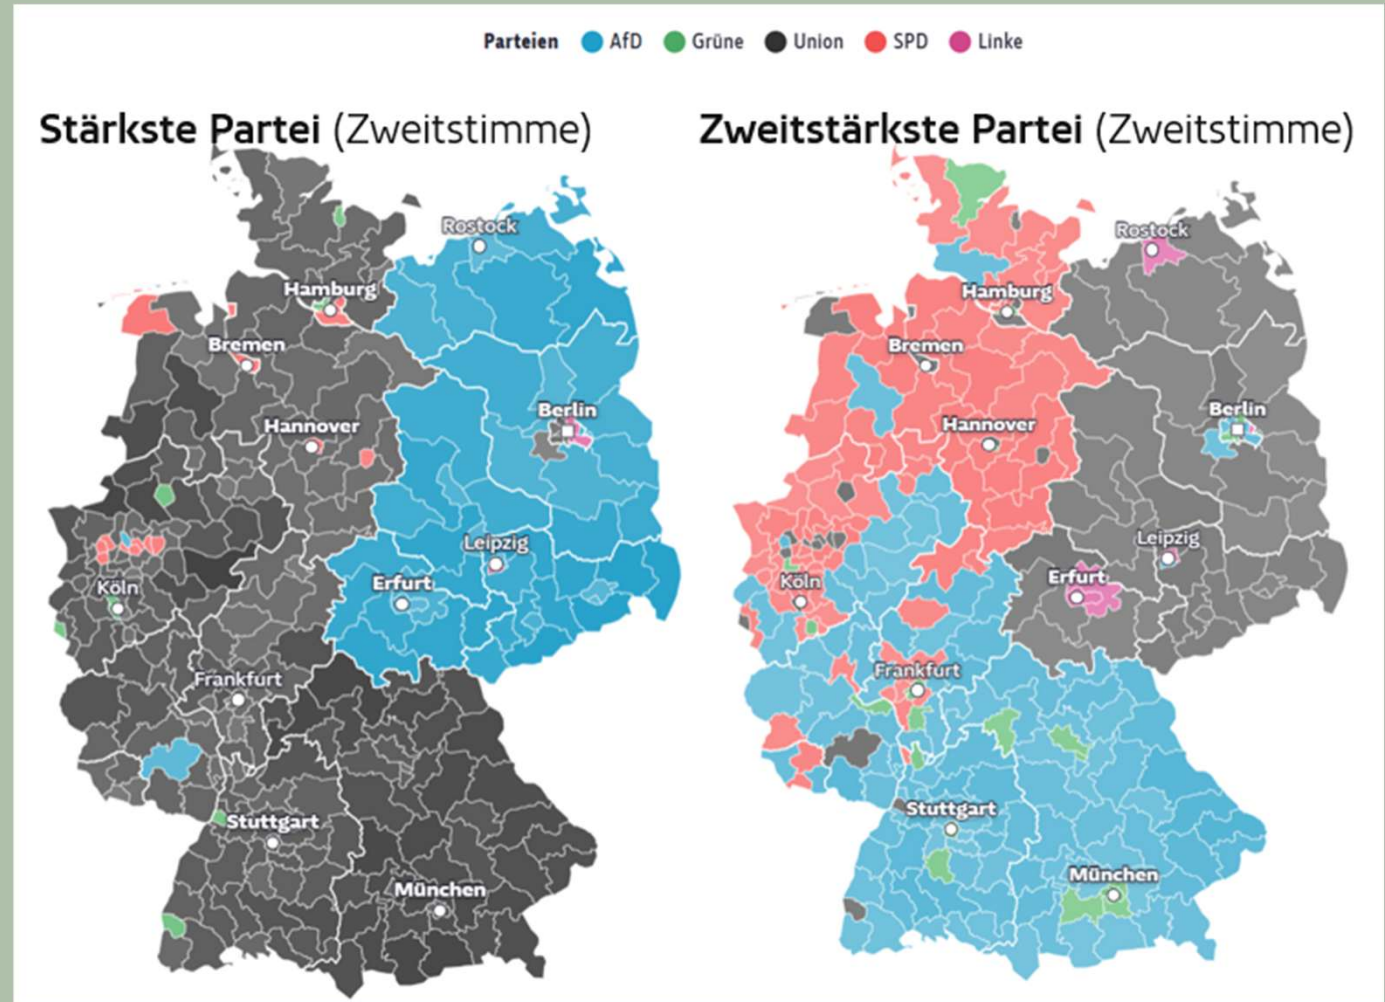 Parteien AfD Grüne Union SPD Linke
Stärkste Partei (Zweitstimme)
Zweitstärkste Partei (Zweitstimme)
Rostock
Hamburg
Bremen
Berlin
Hannover
Leipzig
Erfurt
Köln
Frankfurt
Stuttgart
München
Rostock
Hamburg
Bremen
Berlin
Hannover
Leipzig
Erfurt
Köln
Frankfurt
Stuttgart
München